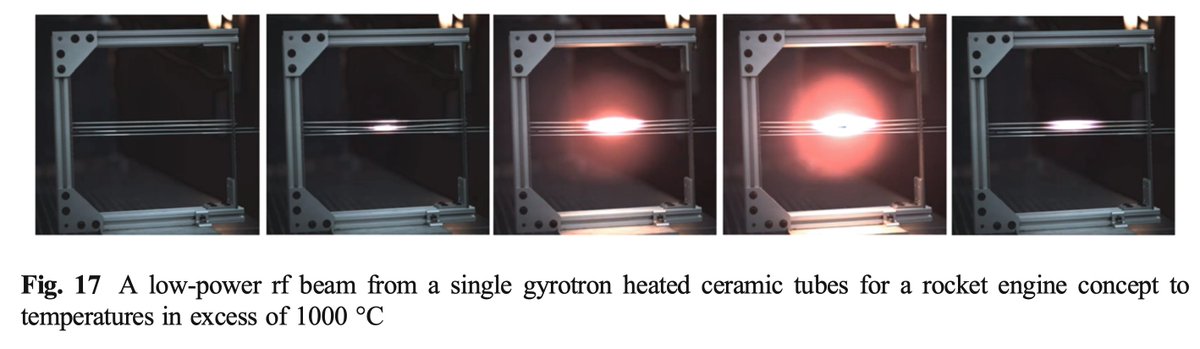 Fig. 17 A low-power rf beam from a single gyrotron heated ceramic tubes for a rocket engine concept to
temperatures in excess of 1000 °C